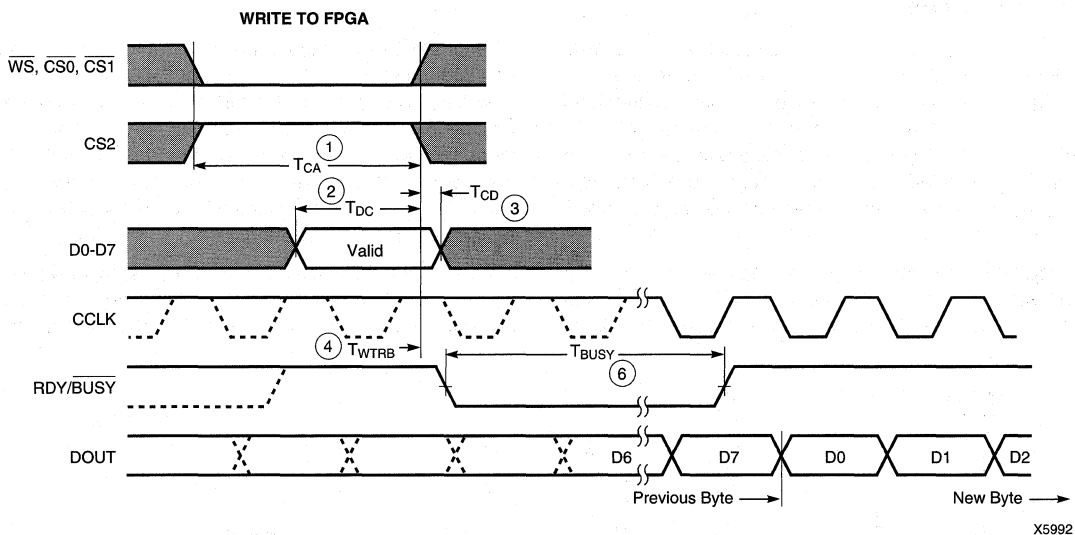 WRITE TO FPGA
WS, CS0, CS1
CS2
1
TCA
2
TDC
TCD
3
D0-D7
Valid
CCLK
4
TWTRB
TBUSY
6
RDY/BUSY
DOUT
D6
D7
D0
D1
D2
Previous Byte
New Byte
X5992